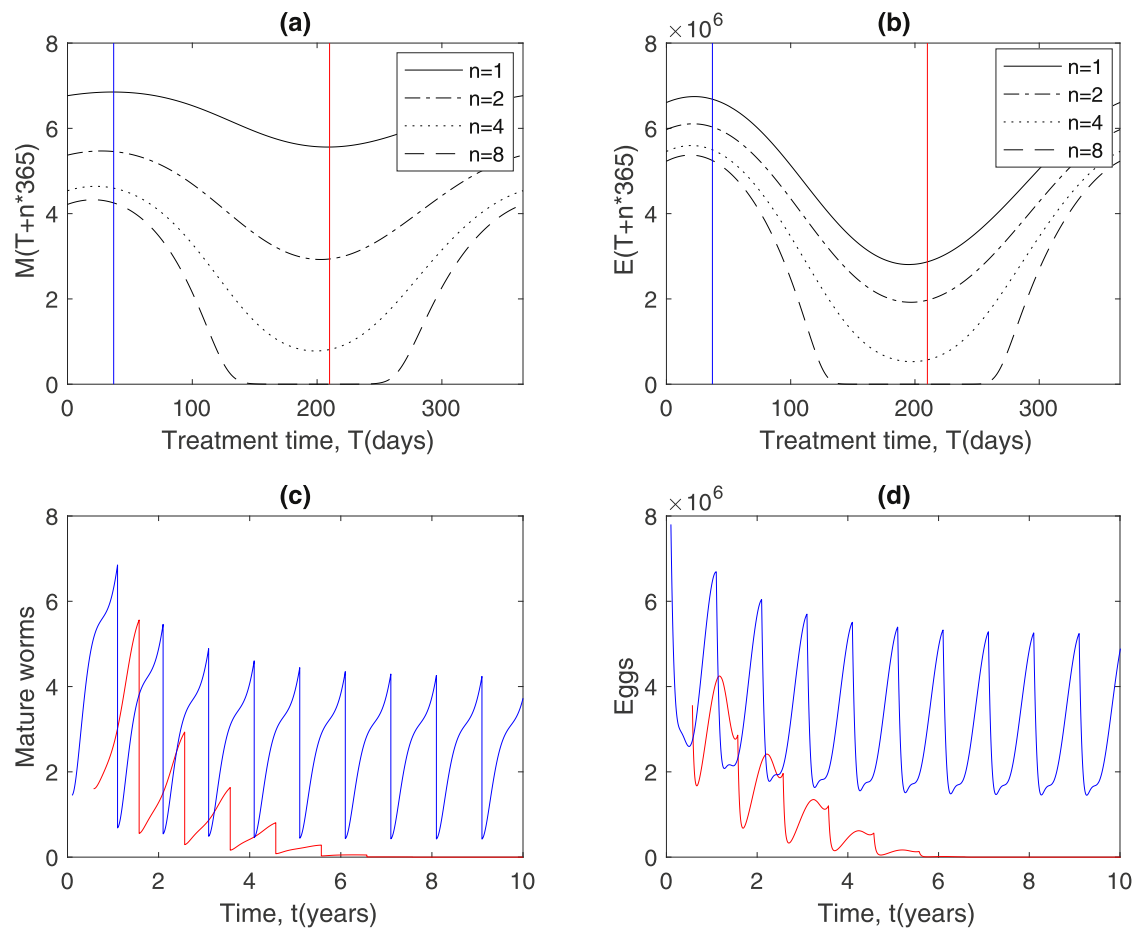 (a)
M(T+n*365)
8
6
4
2
0
0 100 200 300
Treatment time, T(days)
n=1
n=2
n=4
n=8
(b)
×10^6
E(T+n*365)
8
6
4
2
0
0 100 200 300
Treatment time, T(days)
n=1
n=2
n=4
n=8
(c)
Mature worms
8
6
4
2
0
0 2 4 6 8 10
Time, t(years)
(d)
×10^6
Eggs
8
6
4
2
0
0 2 4 6 8 10
Time, t(years)